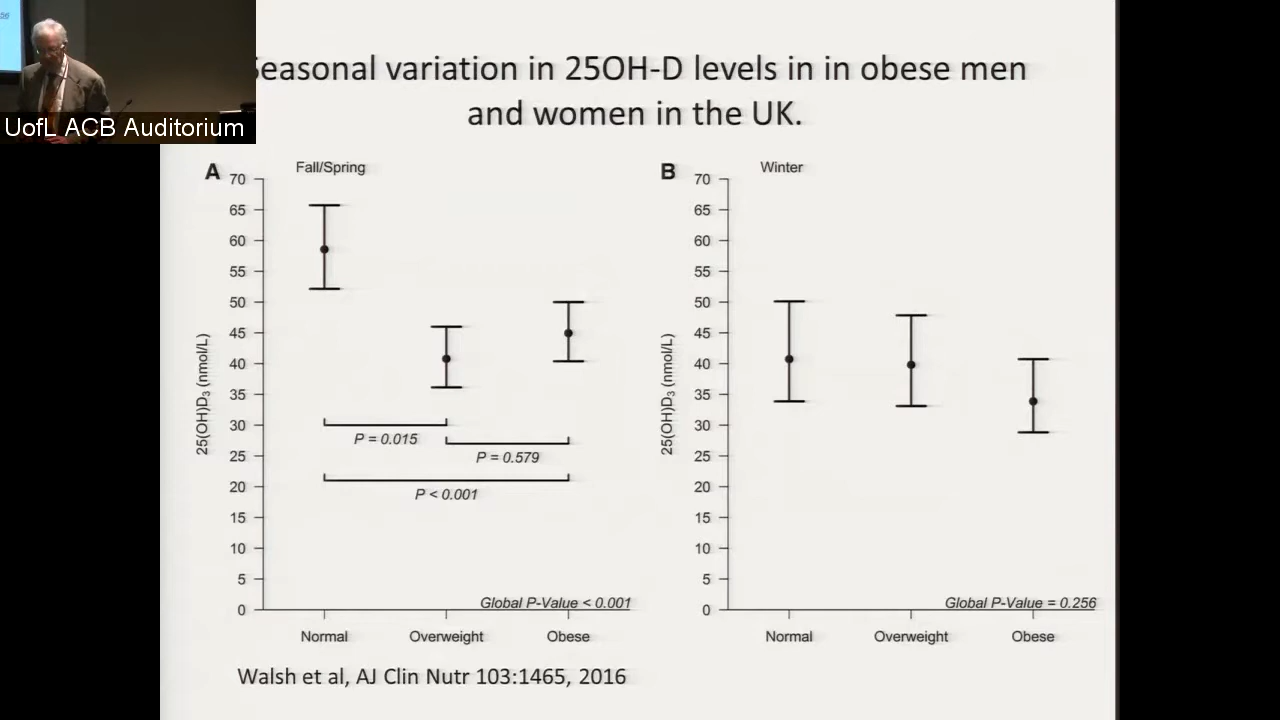 UofL ACB Auditorium
Seasonal variation in 25OH-D levels in in obese men
and women in the UK.
A
Fall/Spring
70
65
60
55
50
45
40
35
30
25
20
15
10
5
0
25(OH)D3 (nmol/L)
P = 0.015
P = 0.579
P < 0.001
Global P-Value < 0.001
Normal Overweight Obese
B
Winter
70
65
60
55
50
45
40
35
30
25
20
15
10
5
0
25(OH)D3 (nmol/L)
Global P-Value = 0.256
Normal Overweight Obese
Walsh et al, AJ Clin Nutr 103:1465, 2016